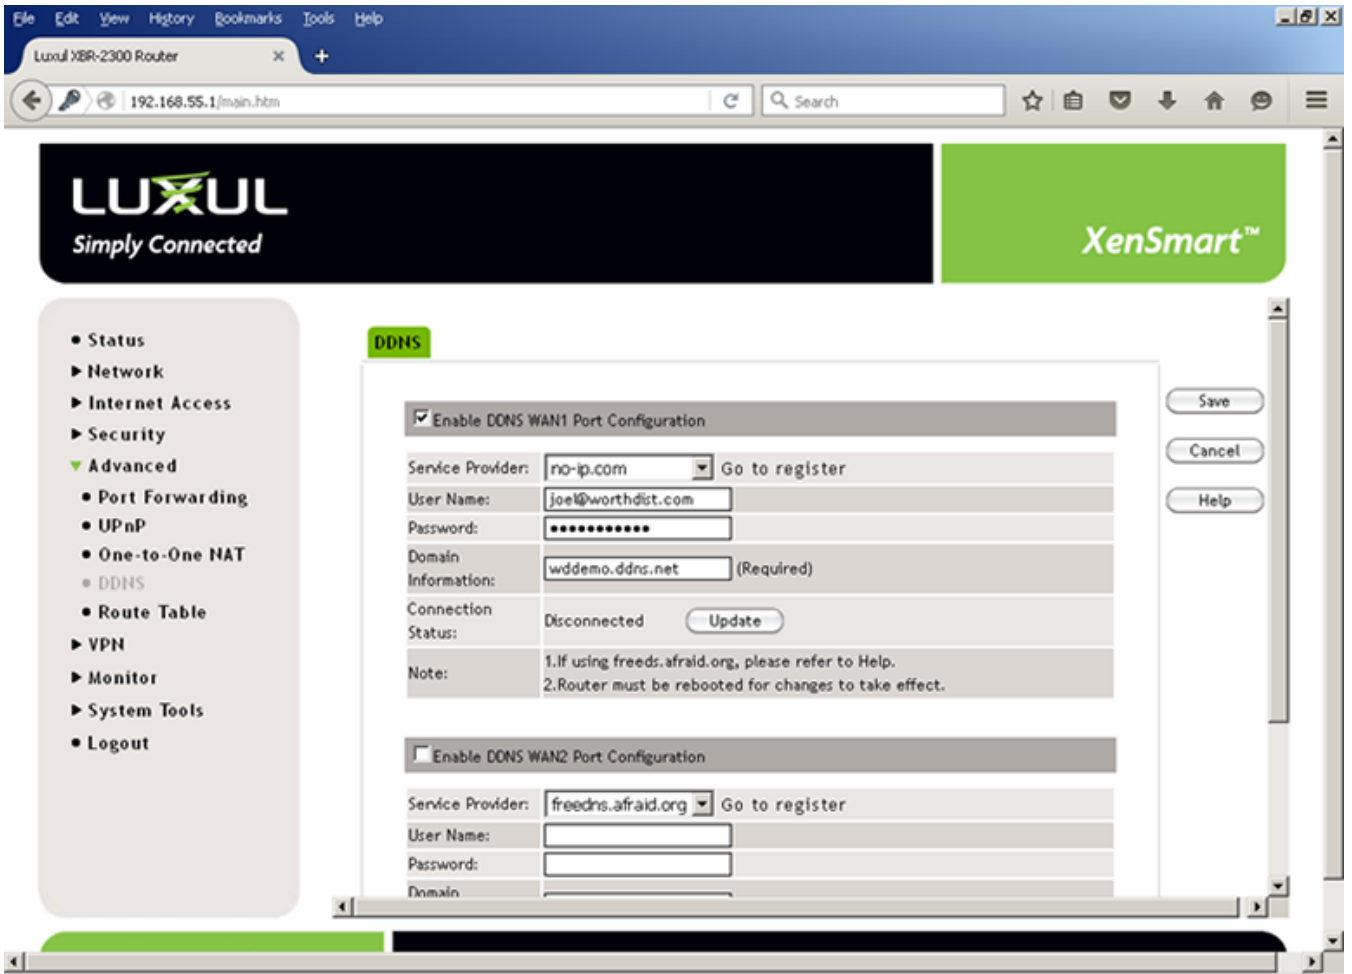 File Edit View History Bookmarks Tools Help
Luxul XBR-2300 Router
192.168.55.1/main.htm
Search
LUXUL
Simply Connected
XenSmart™
Status
Network
Internet Access
Security
Advanced
Port Forwarding
UPnP
One-to-One NAT
DDNS
Route Table
VPN
Monitor
System Tools
Logout
DDNS
Enable DDNS WAN1 Port Configuration
Service Provider: no-ip.com Go to register
User Name: joel@worthdist.com
Password: •••••••••••
Domain
Information: wddemo.ddns.net (Required)
Connection
Status: Disconnected Update
Note: 1.If using freeds.afraid.org, please refer to Help.
2.Router must be rebooted for changes to take effect.
Enable DDNS WAN2 Port Configuration
Service Provider: freedns.afraid.org Go to register
User Name:
Password:
Domain
Save
Cancel
Help